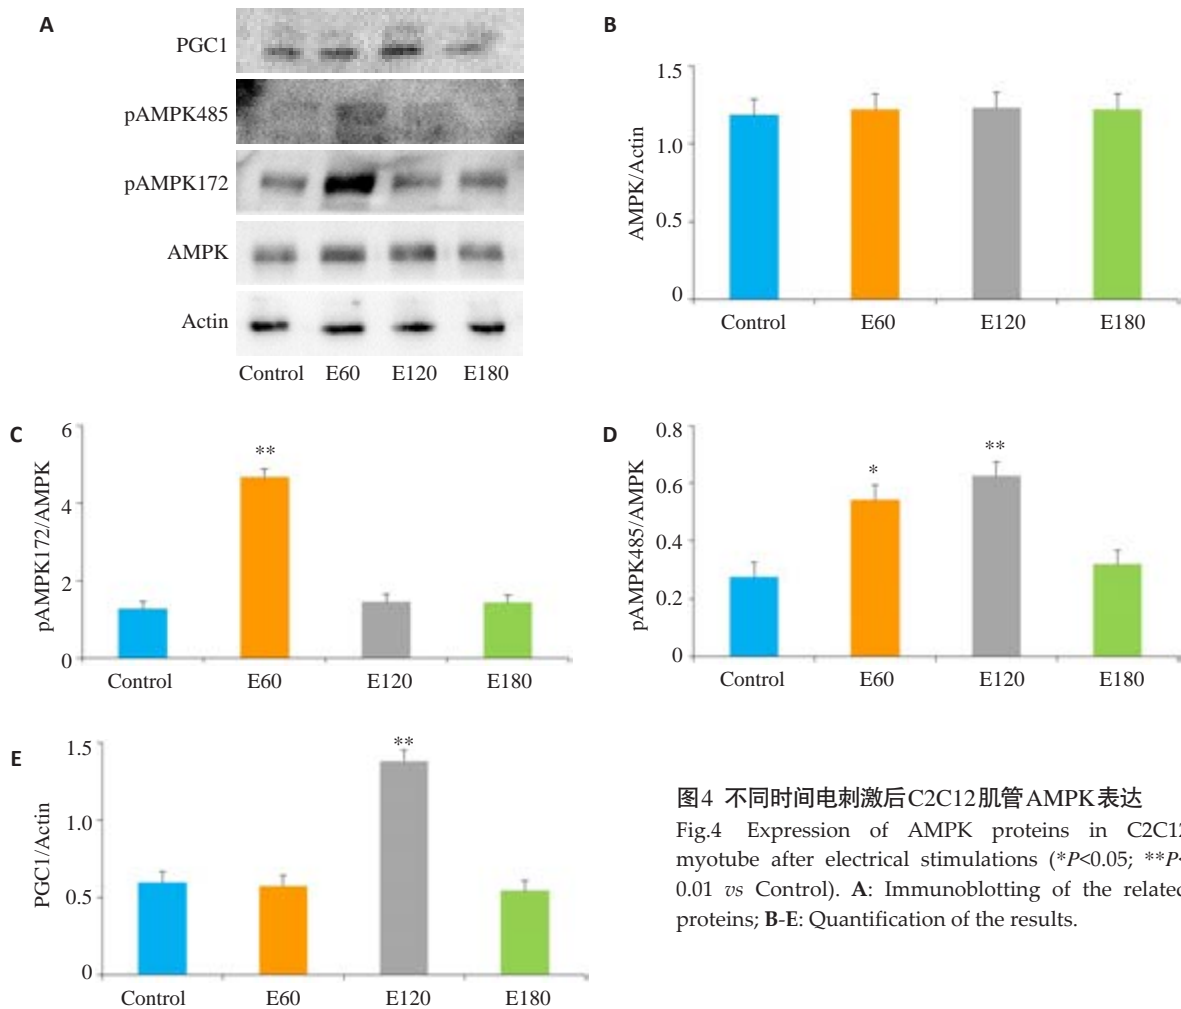 A
PGC1
pAMPK485
pAMPK172
AMPK
Actin
Control E60 E120 E180
B
AMPK/Actin
1.5
1.0
0.5
0
Control E60 E120 E180
C
pAMPK172/AMPK
6
4
2
0
**
Control E60 E120 E180
D
pAMPK485/AMPK
0.8
0.6
0.4
0.2
0
*
**
Control E60 E120 E180
E
PGC1/Actin
1.5
1.0
0.5
0
**
Control E60 E120 E180
图4 不同时间电刺激后C2C12肌管AMPK表达
Fig.4 Expression of AMPK proteins in C2C12
myotube after electrical stimulations (*P<0.05; **P<
0.01 vs Control). A: Immunoblotting of the related
proteins; B-E: Quantification of the results.